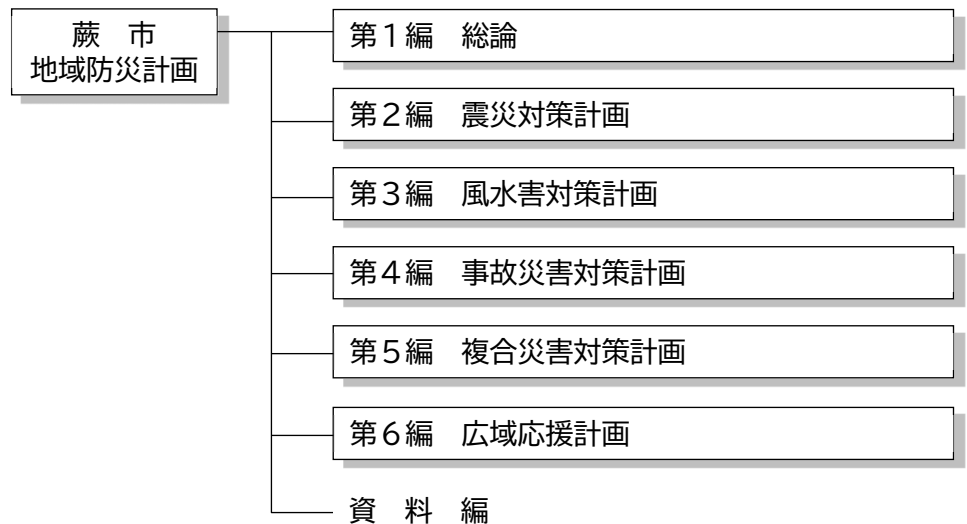 蕨　市
地域防災計画
第１編　総論
第２編　震災対策計画
第３編　風水害対策計画
第４編　事故災害対策計画
第５編　複合災害対策計画
第６編　広域応援計画
資　料　編